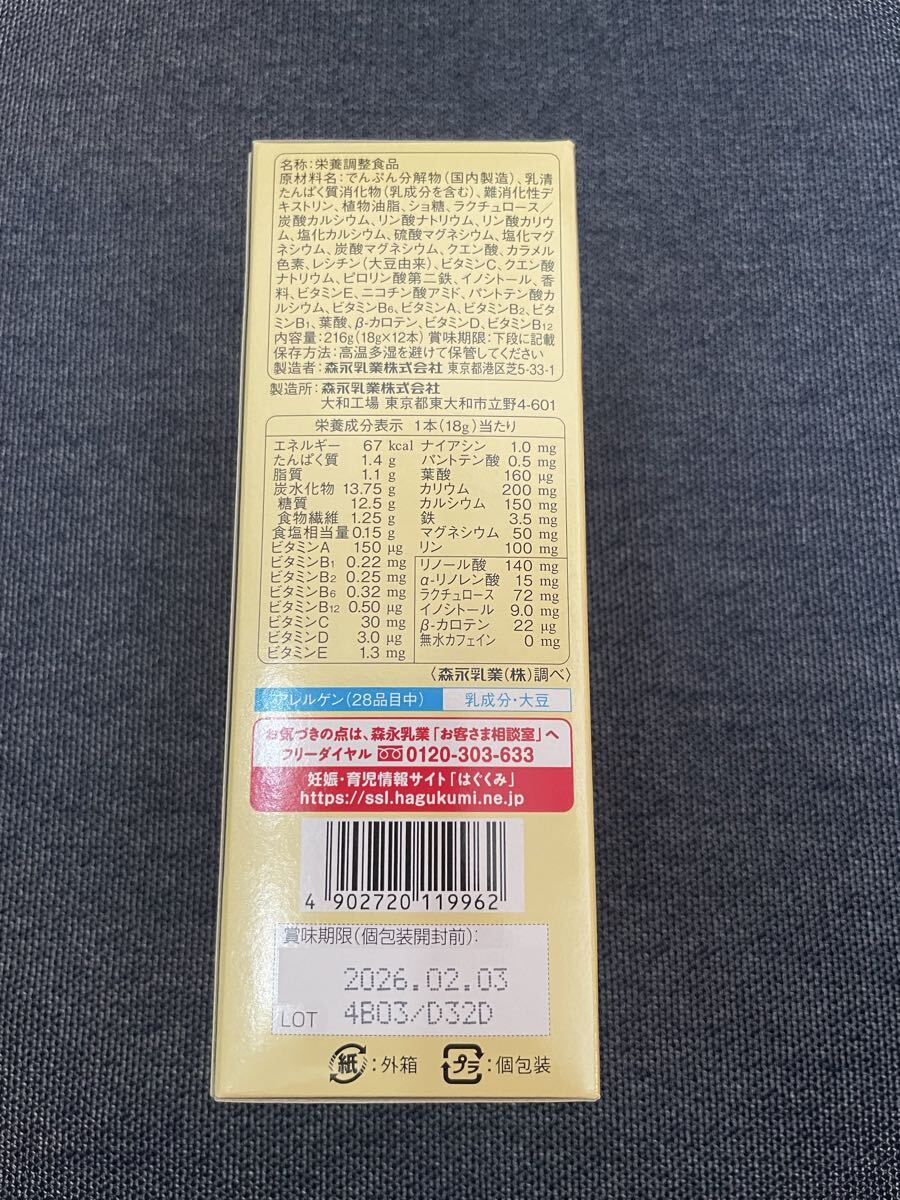 名称:栄養調整食品
原材料名:でんぷん分解物(国内製造)、乳清
たんぱく質消化物(乳成分を含む)、難消化性デ
キストリン、植物油脂、ショ糖、ラクチュロース/
炭酸カルシウム、リン酸ナトリウム、リン酸カリウ
ム、塩化カルシウム、硫酸マグネシウム、塩化マグ
ネシウム、炭酸マグネシウム、クエン酸、カラメル
色素、レシチン(大豆由来)、ビタミンC、クエン酸
ナトリウム、ピロリン酸第二鉄、イノシトール、香
料、ビタミンE、ニコチン酸アミド、パントテン酸カ
ルシウム、ビタミンB6、ビタミンA、ビタミンB2、ビタ
ミンB1、葉酸、β-カロテン、ビタミンD、ビタミンB12
内容量:216g(18g×12本) 賞味期限:下段に記載
保存方法:高温多湿を避けて保管してください
製造者:森永乳業株式会社 東京都港区芝5-33-1
製造所:森永乳業株式会社
大和工場 東京都東大和市立野4-601
栄養成分表示 1本(18g)当たり
エネルギー 67 kcal ナイアシン 1.0 mg
たんぱく質 1.4 g パントテン酸 0.5 mg
脂質 1.1 g 葉酸 160 μg
炭水化物 13.75 g カリウム 200 mg
糖質 12.5 g カルシウム 150 mg
食物繊維 1.25 g 鉄 3.5 mg
食塩相当量 0.15 g マグネシウム 50 mg
ビタミンA 150 μg リン 100 mg
ビタミンB1 0.22 mg リノール酸 140 mg
ビタミンB2 0.25 mg α-リノレン酸 15 mg
ビタミンB6 0.32 mg ラクチュロース 72 mg
ビタミンB12 0.50 μg イノシトール 9.0 mg
ビタミンC 30 mg β-カロテン 22 μg
ビタミンD 3.0 μg 無水カフェイン 0 mg
ビタミンE 1.3 mg
〈森永乳業(株)調べ〉
アレルゲン(28品目中) 乳成分・大豆
お気づきの点は、森永乳業「お客さま相談室」へ
フリーダイヤル 0120-303-633
妊娠・育児情報サイト「はぐくみ」
https://ssl.hagukumi.ne.jp
4 902720 119962
賞味期限(個包装開封前):
2026.02.03
LOT 4B03/D32D
紙:外箱 プラ:個包装